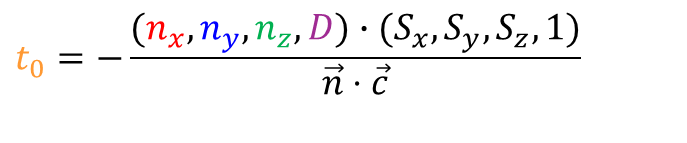 t₀ = − (nₓ, n_y, n_z, D) · (Sₓ, S_y, S_z, 1) / n⃗ · c⃗